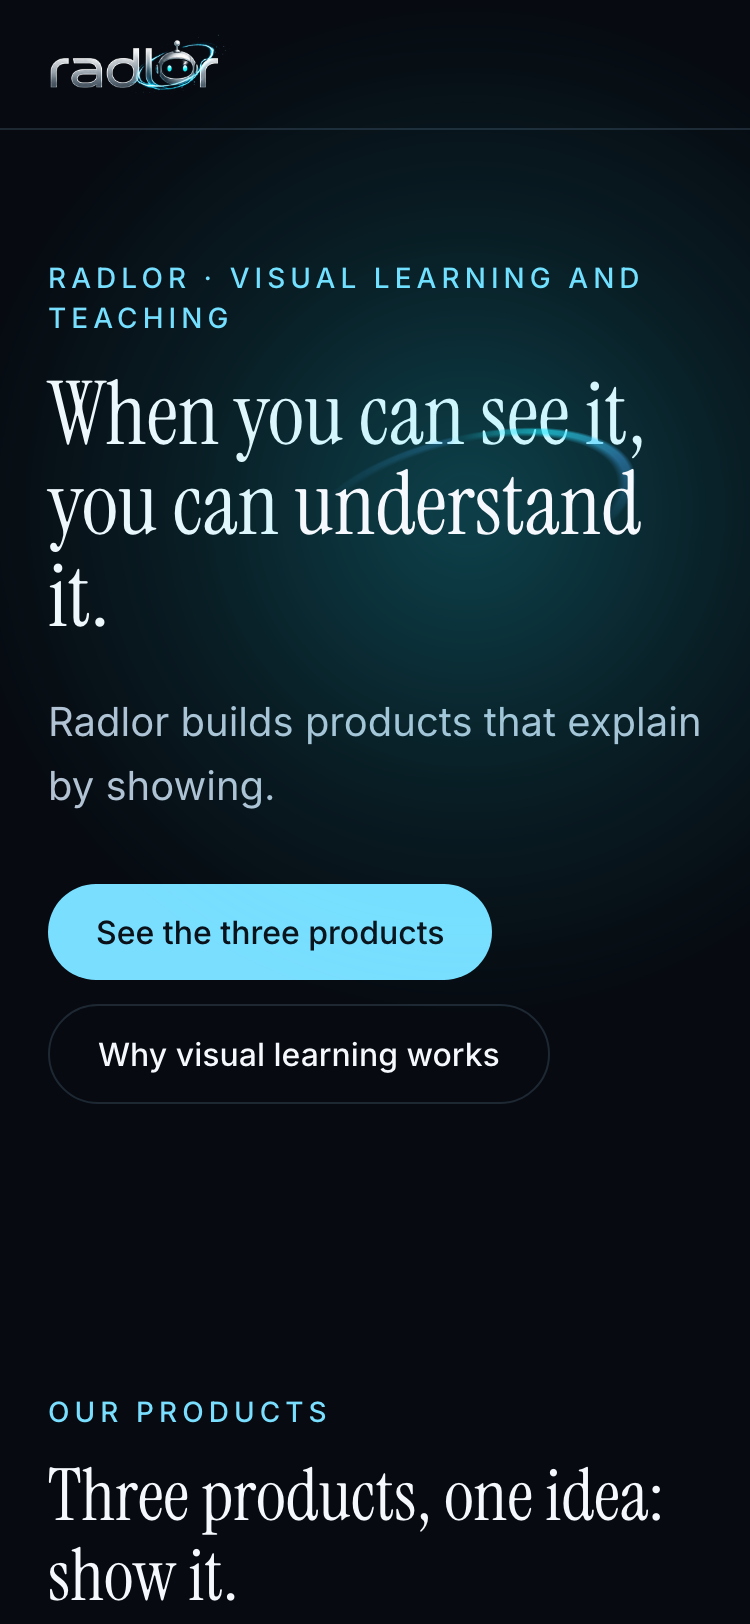 radlor
RADLOR · VISUAL LEARNING AND
TEACHING
When you can see it,
you can understand
it.
Radlor builds products that explain
by showing.
See the three products
Why visual learning works
OUR PRODUCTS
Three products, one idea:
show it.